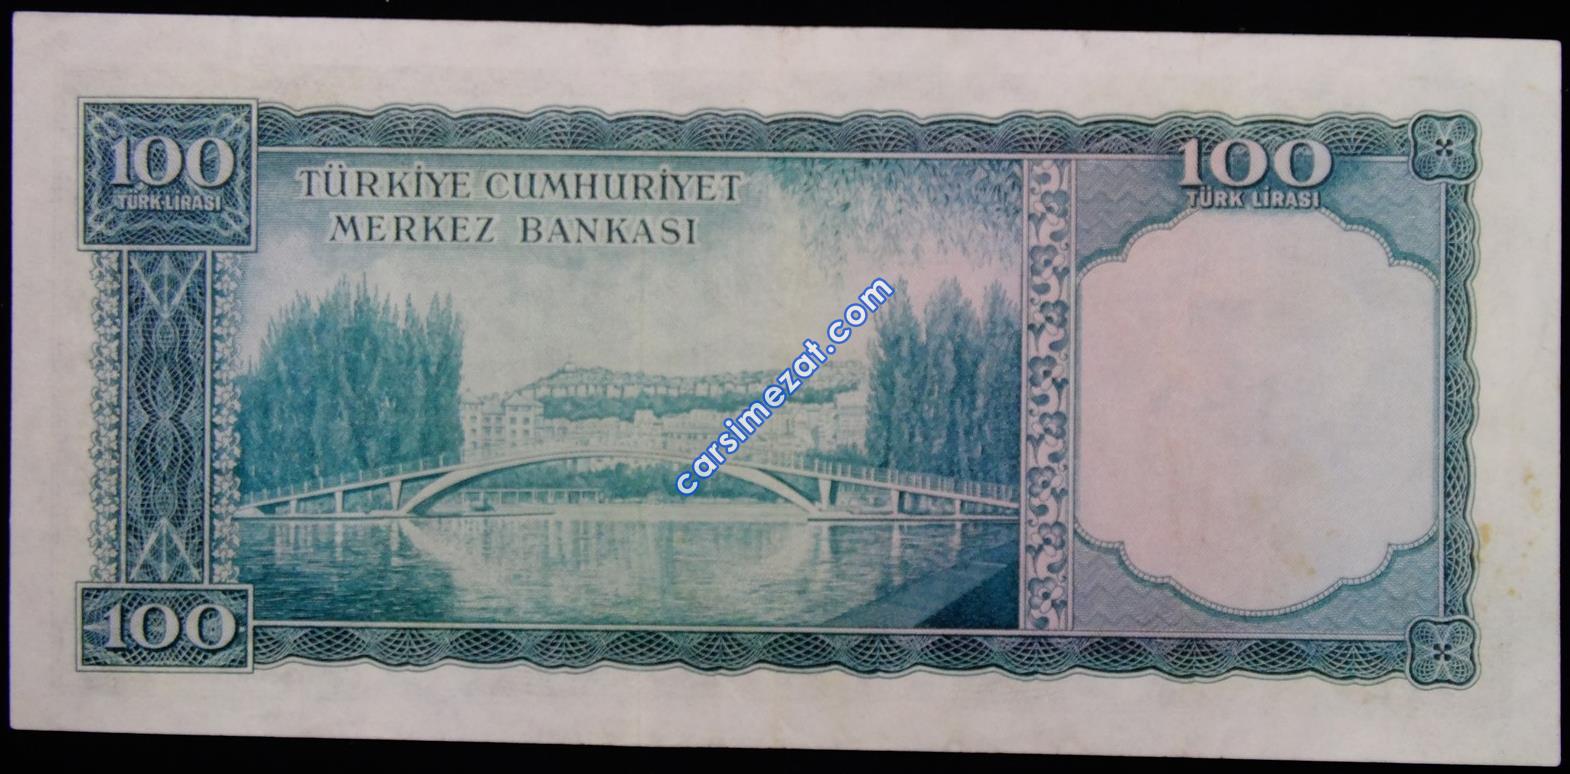 100
TÜRK LİRASI
TÜRKİYE CUMHURİYET
MERKEZ BANKASI
100
TÜRK LİRASI
carsimezat.com
100